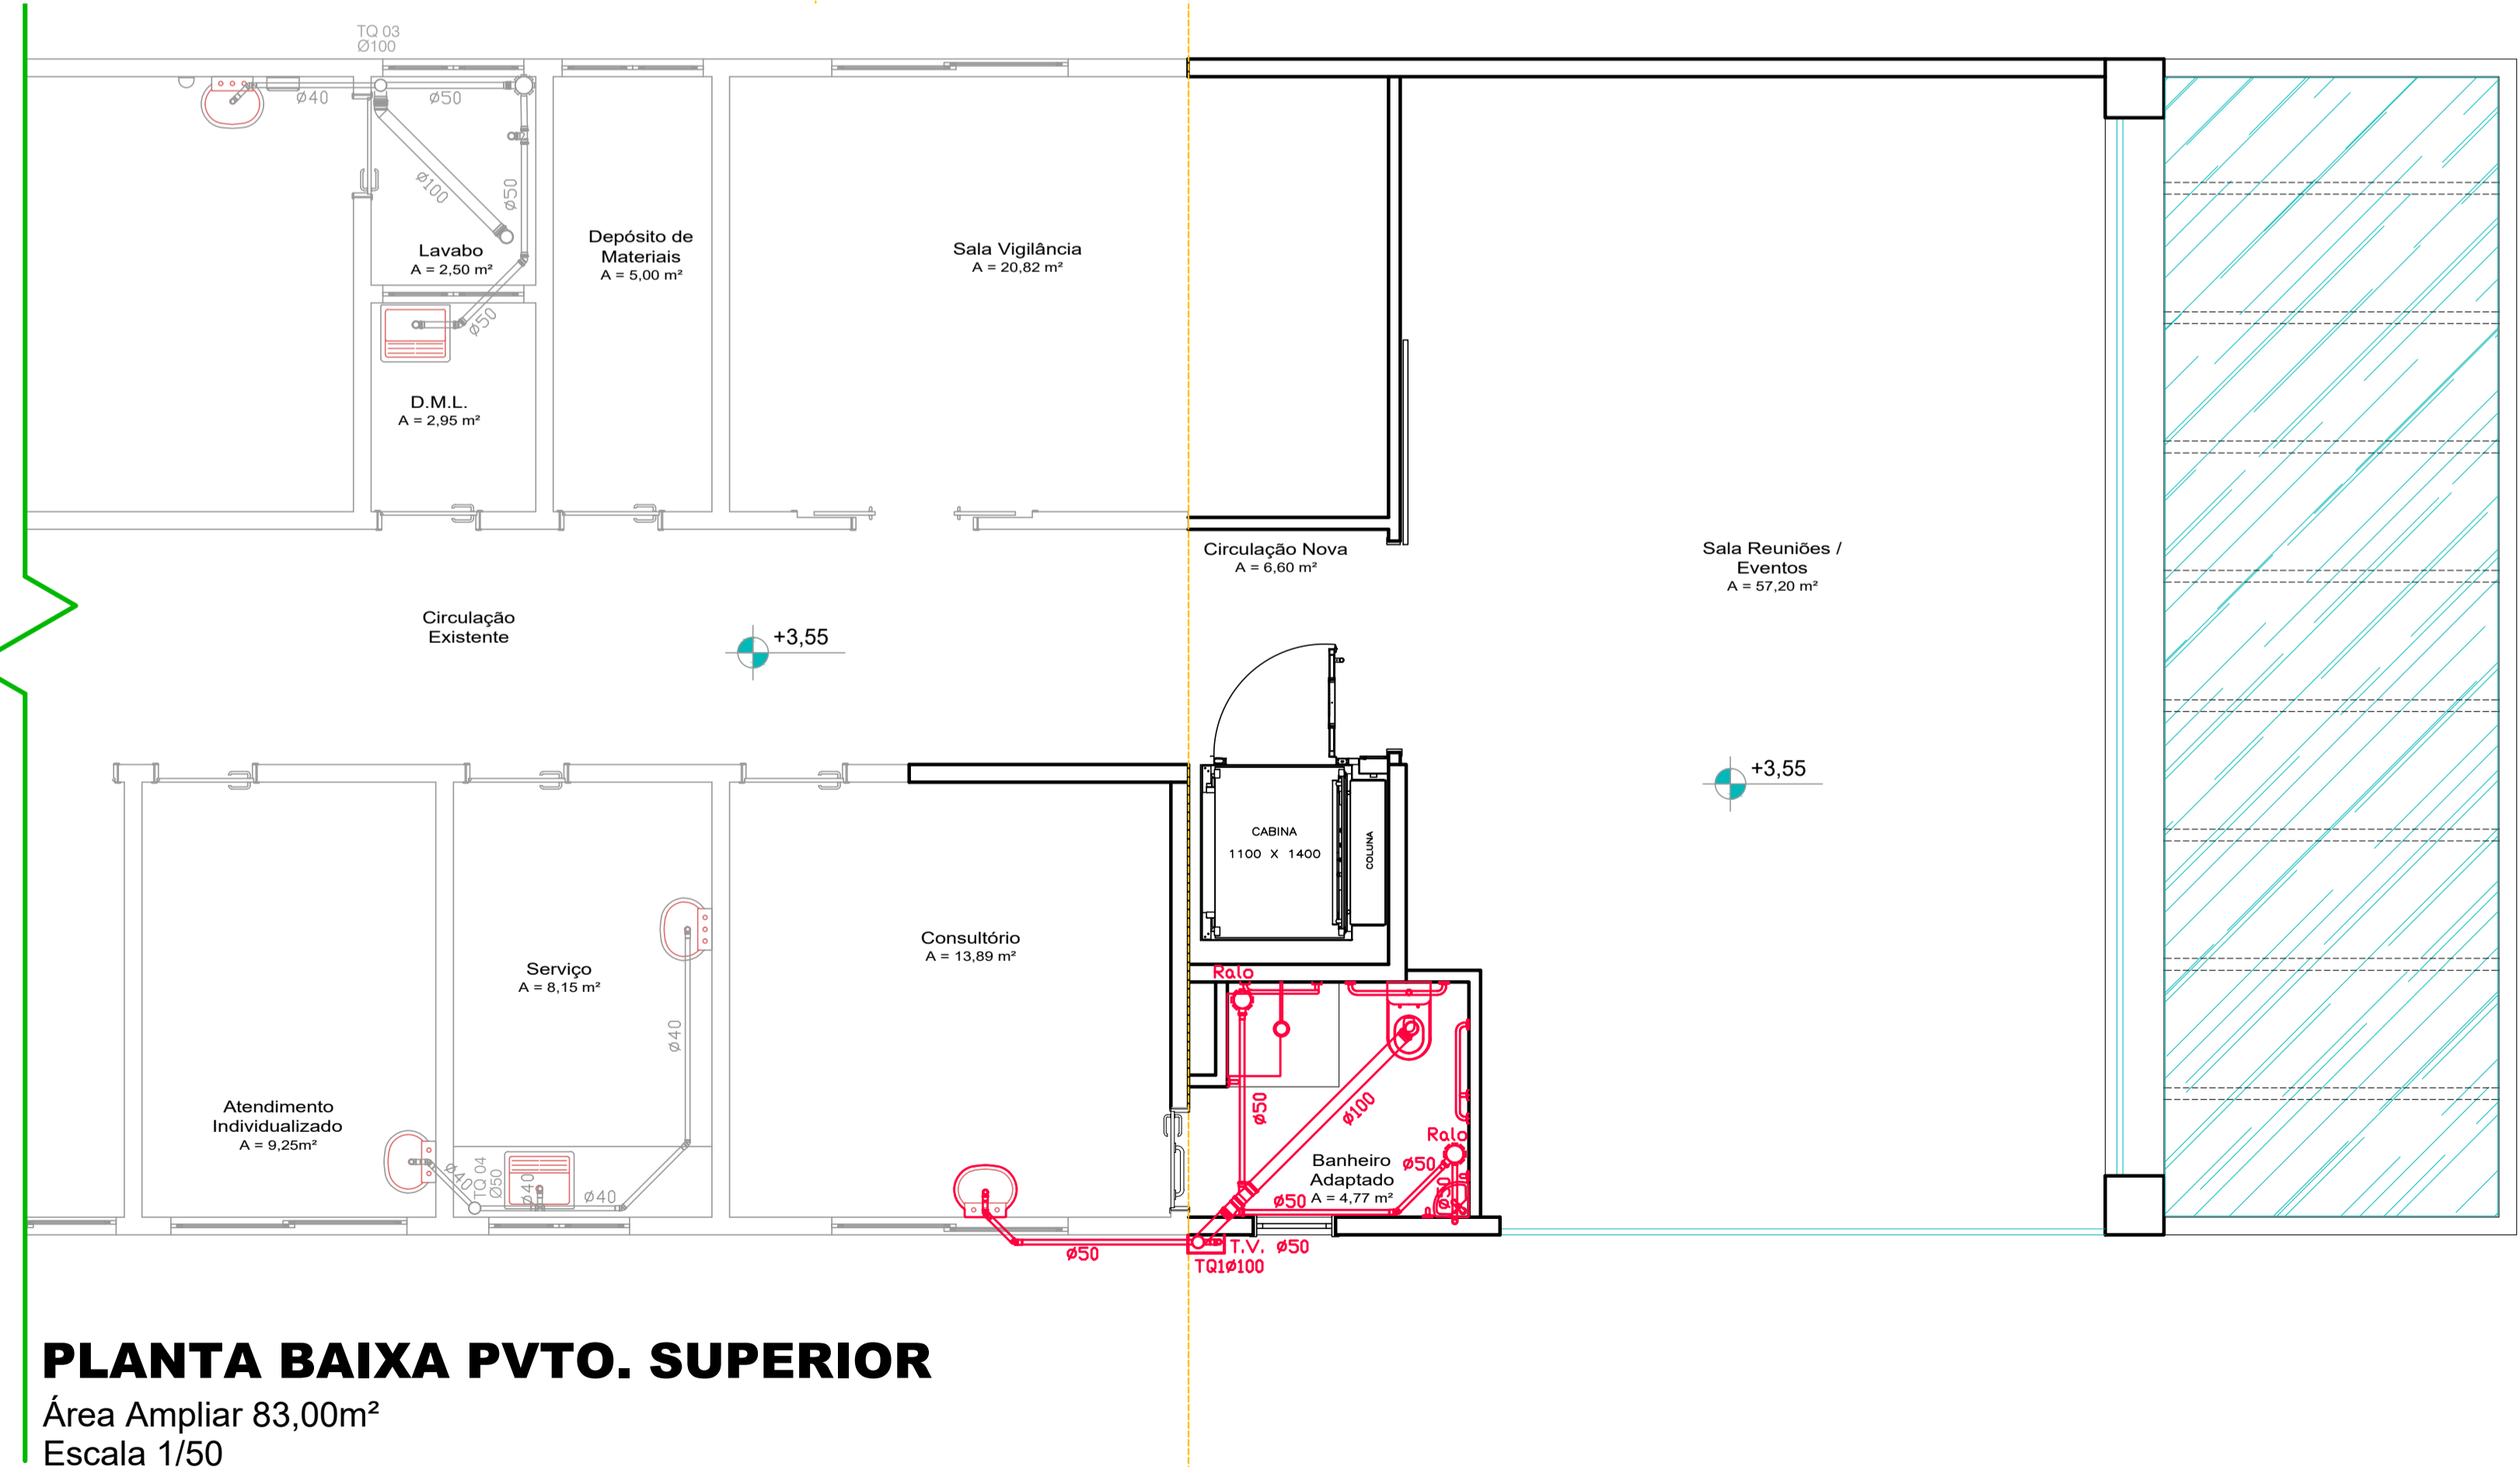 TQ 03
Ø100
Ø40
Ø50
Ø100
Ø50
Lavabo
A = 2,50 m²
Ø50
Depósito de
Materiais
A = 5,00 m²
Sala Vigilância
A = 20,82 m²
D.M.L.
A = 2,95 m²
Circulação Nova
A = 6,60 m²
Sala Reuniões /
Eventos
A = 57,20 m²
Circulação
Existente
+3,55
+3,55
CABINA
1100 X 1400
COLUNA
Consultório
A = 13,89 m²
Serviço
A = 8,15 m²
Ø40
Atendimento
Individualizado
A = 9,25m²
Ø40
TQ 04
Ø50
Ø40
Ø40
Ralo
Ø50
Ø100
Ralo
Banheiro
Adaptado
A = 4,77 m²
Ø50
Ø50
Ø50
Ø50
T.V. Ø50
TQ1Ø100
PLANTA BAIXA PVTO. SUPERIOR
Área Ampliar 83,00m²
Escala 1/50